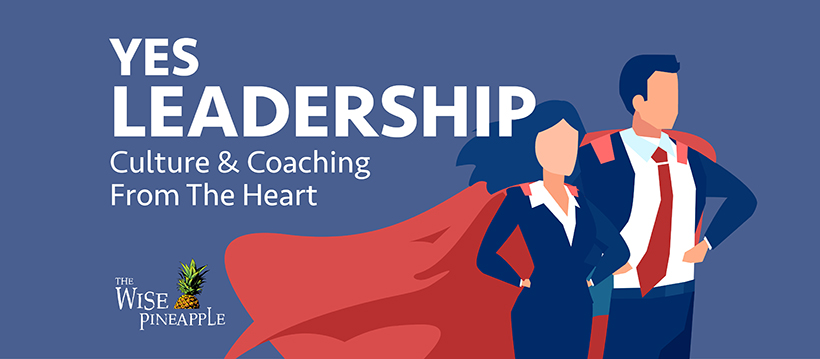 YES
LEADERSHIP
Culture & Coaching
From The Heart
THE
WISE
PINEAPPLE